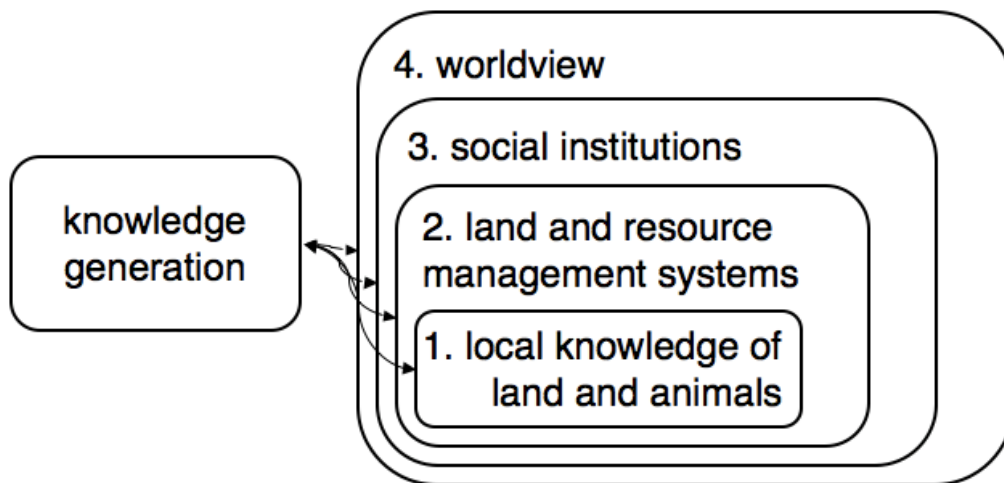 4. worldview
3. social institutions
knowledge
generation
2. land and resource
management systems
1. local knowledge of
land and animals